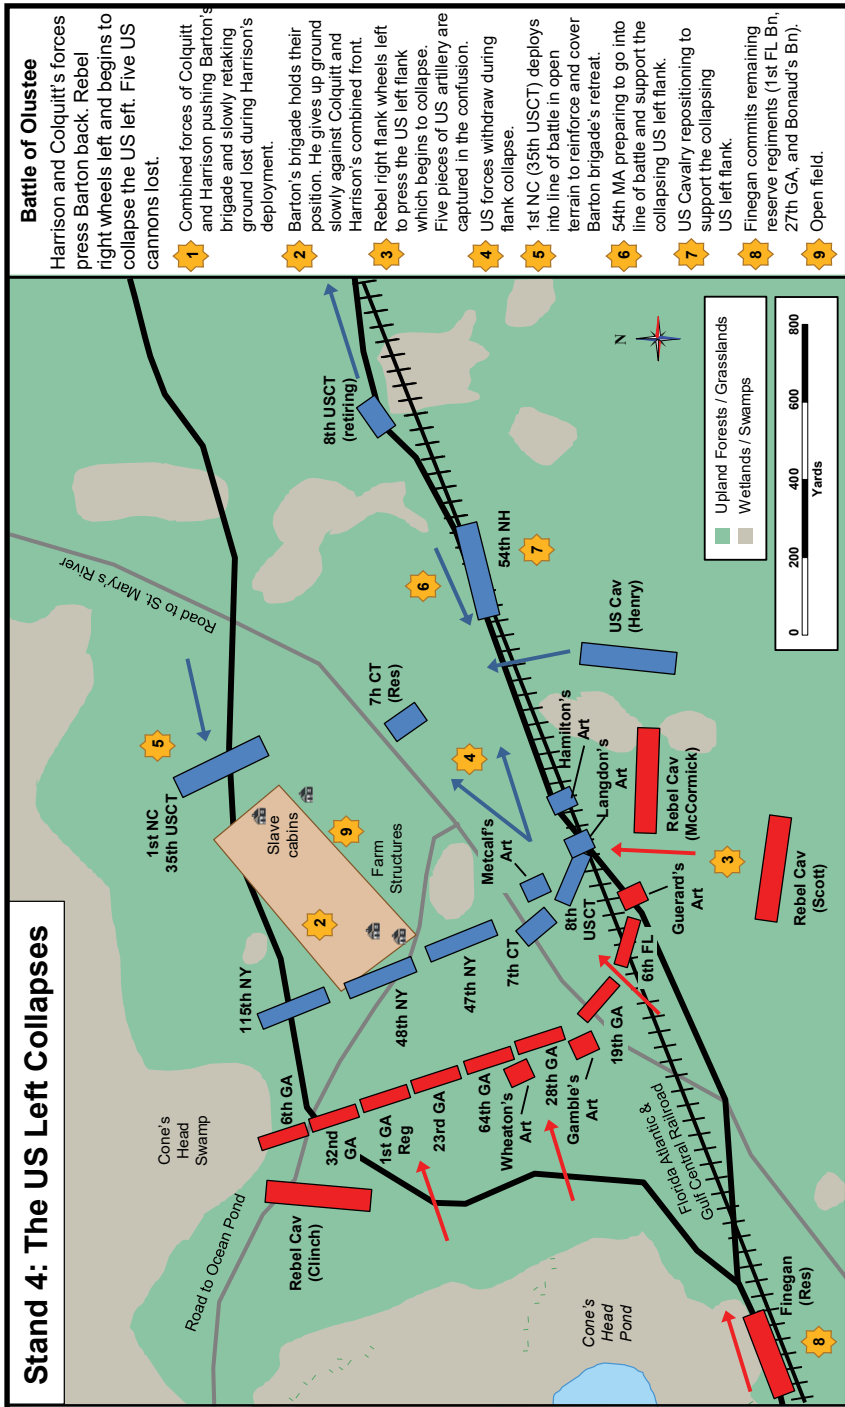 Stand 4: The US Left Collapses
Battle of Olustee
Harrison and Colquitt's forces
press Barton back. Rebel
right wheels left and begins to
collapse the US left. Five US
cannons lost.
1
Combined forces of Colquitt
and Harrison pushing Barton's
brigade and slowly retaking
ground lost during Harrison's
deployment.
2
Barton's brigade holds their
position. He gives up ground
slowly against Colquitt and
Harrison's combined front.
3
Rebel right flank wheels left
to press the US left flank
which begins to collapse.
Five pieces of US artillery are
captured in the confusion.
4
US forces withdraw during
flank collapse.
5
1st NC (35th USCT) deploys
into line of battle in open
terrain to reinforce and cover
Barton brigade's retreat.
6
54th MA preparing to go into
line of battle and support the
collapsing US left flank.
7
US Cavalry repositioning to
support the collapsing
US left flank.
8
Finegan commits remaining
reserve regiments (1st FL Bn,
27th GA, and Bonaud's Bn).
9
Open field.
Cone's
Head
Swamp
Road to Ocean Pond
Rebel Cav
(Clinch)
6th GA
32nd
GA
1st GA
Reg
23rd GA
64th GA
Wheaton's
Art
28th GA
Gamble's
Art
19th GA
6th FL
Guerard's
Art
115th NY
48th NY
47th NY
7th CT
8th
USCT
Metcalf's
Art
Langdon's
Art
Hamilton's
Art
2
9
Slave
cabins
Farm
Structures
1st NC
35th USCT
5
Road to St. Mary's River
7h CT
(Res)
4
6
54th NH
7
8th USCT
(retiring)
US Cav
(Henry)
Rebel Cav
(McCormick)
Rebel Cav
(Scott)
3
Florida Atlantic &
Gulf Central Railroad
Cone's
Head
Pond
Finegan
(Res)
8
N
Upland Forests / Grasslands
Wetlands / Swamps
0 200 400 600 800
Yards